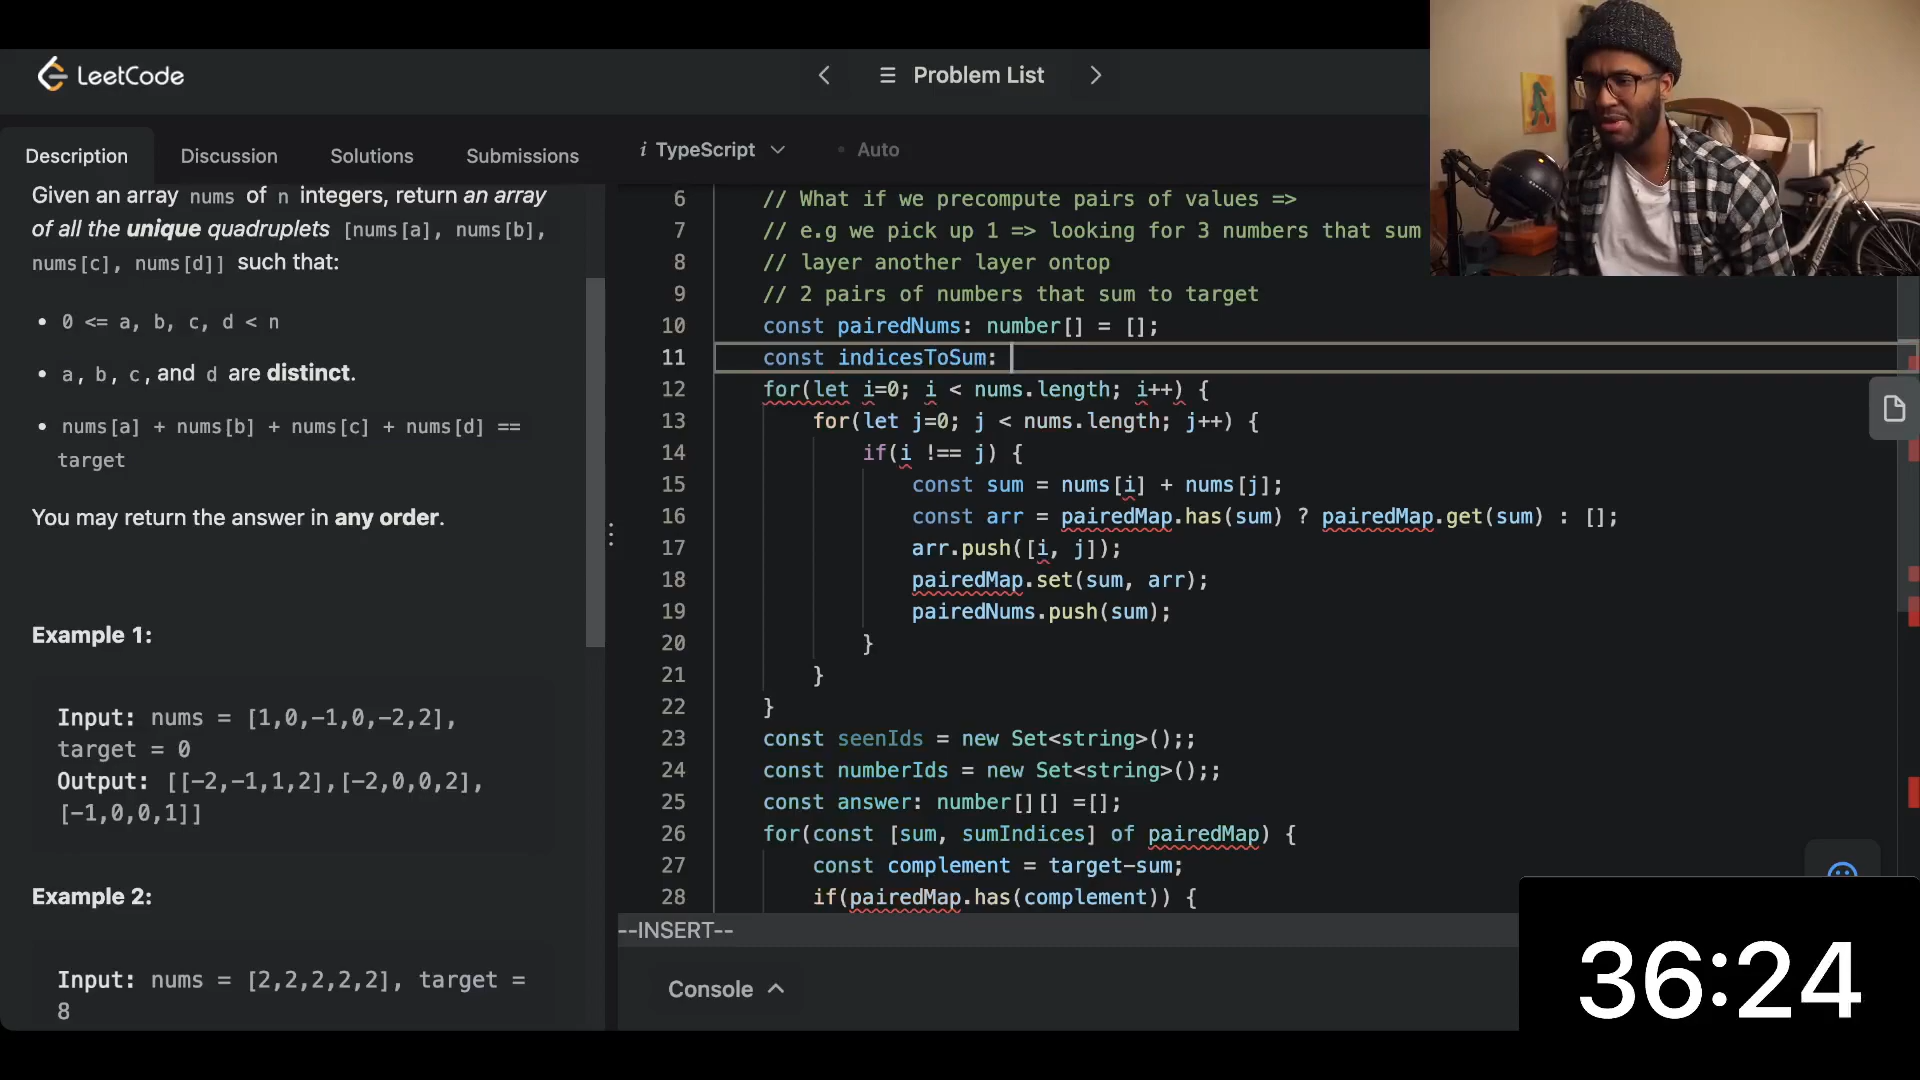 LeetCode
Problem List
Description
Discussion
Solutions
Submissions
Given an array nums of n integers, return an array
of all the unique quadruplets [nums[a], nums[b],
nums[c], nums[d]] such that:
• 0 <= a, b, c, d < n
• a, b, c, and d are distinct.
• nums[a] + nums[b] + nums[c] + nums[d] ==
target
You may return the answer in any order.
Example 1:
Input: nums = [1,0,-1,0,-2,2],
target = 0
Output: [[-2,-1,1,2],[-2,0,0,2],
[-1,0,0,1]]
Example 2:
Input: nums = [2,2,2,2,2], target =
8
i TypeScript
• Auto
6 // What if we precompute pairs of values =>
7 // e.g we pick up 1 => looking for 3 numbers that sum
8 // layer another layer ontop
9 // 2 pairs of numbers that sum to target
10 const pairedNums: number[] = [];
11 const indicesToSum:
12 for(let i=0; i < nums.length; i++) {
13 for(let j=0; j < nums.length; j++) {
14 if(i !== j) {
15 const sum = nums[i] + nums[j];
16 const arr = pairedMap.has(sum) ? pairedMap.get(sum) : [];
17 arr.push([i, j]);
18 pairedMap.set(sum, arr);
19 pairedNums.push(sum);
20 }
21 }
22 }
23 const seenIds = new Set<string>();;
24 const numberIds = new Set<string>();;
25 const answer: number[][] =[];
26 for(const [sum, sumIndices] of pairedMap) {
27 const complement = target-sum;
28 if(pairedMap.has(complement)) {
--INSERT--
Console
36:24